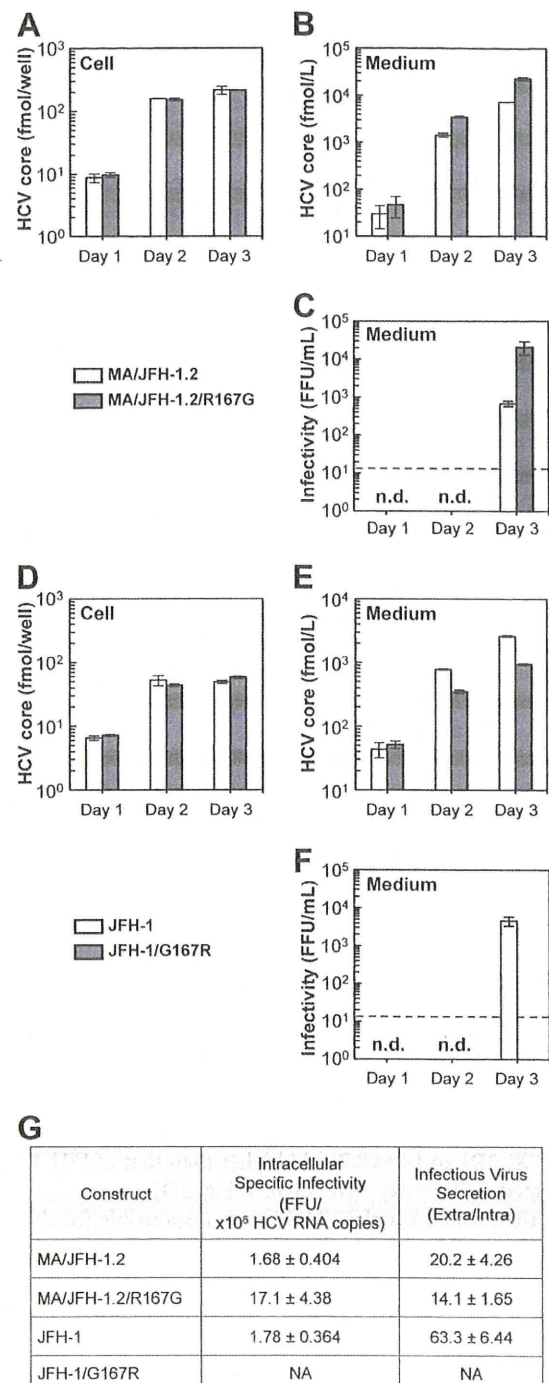 A
Cell
HCV core (fmol/well)
10³
10²
10¹
10⁰
Day 1 Day 2 Day 3
B
Medium
HCV core (fmol/L)
10⁵
10⁴
10³
10²
10¹
Day 1 Day 2 Day 3
MA/JFH-1.2
MA/JFH-1.2/R167G
C
Medium
Infectivity (FFU/mL)
10⁵
10⁴
10³
10²
10¹
10⁰
n.d. n.d.
Day 1 Day 2 Day 3
D
Cell
HCV core (fmol/well)
10³
10²
10¹
10⁰
Day 1 Day 2 Day 3
E
Medium
HCV core (fmol/L)
10⁴
10³
10²
10¹
Day 1 Day 2 Day 3
JFH-1
JFH-1/G167R
F
Medium
Infectivity (FFU/mL)
10⁵
10⁴
10³
10²
10¹
10⁰
n.d. n.d.
Day 1 Day 2 Day 3
G
Construct
Intracellular
Specific Infectivity
(FFU/
x10⁶ HCV RNA copies)
Infectious Virus
Secretion
(Extra/Intra)
MA/JFH-1.2 1.68 ± 0.404 20.2 ± 4.26
MA/JFH-1.2/R167G 17.1 ± 4.38 14.1 ± 1.65
JFH-1 1.78 ± 0.364 63.3 ± 6.44
JFH-1/G167R NA NA